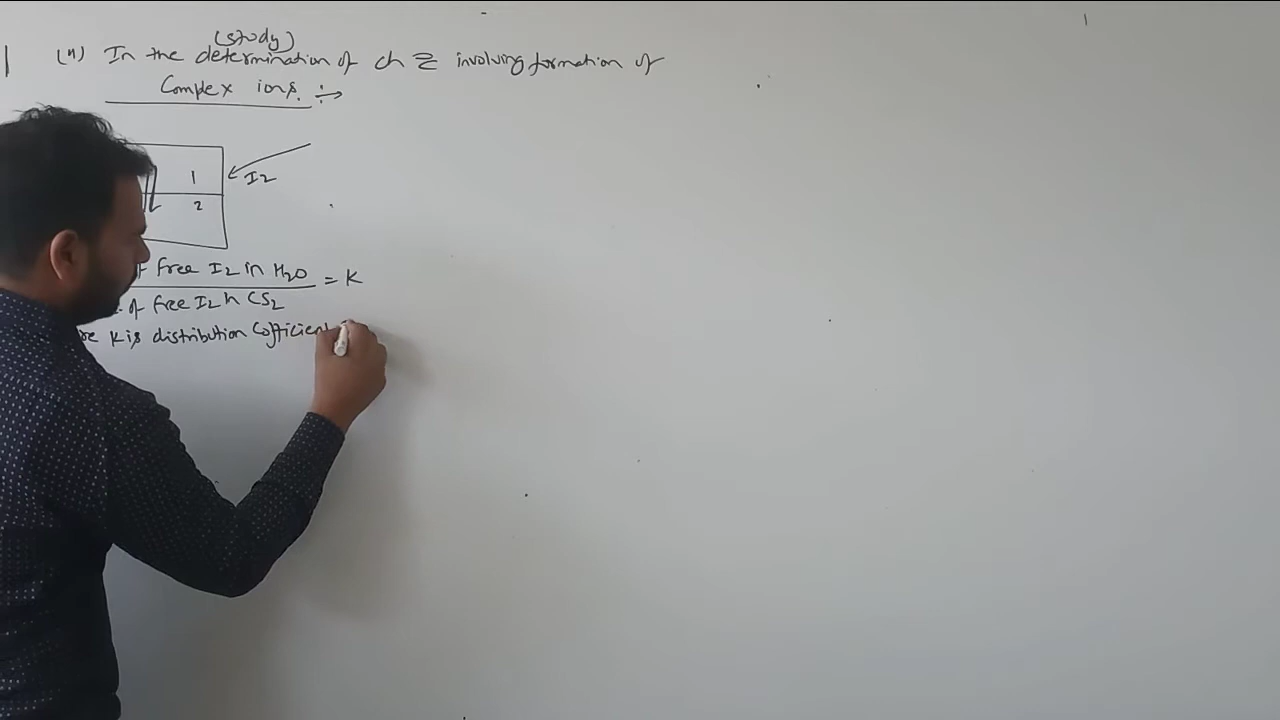 (study)
(4) In the determination of ch ⇌ involving formation of
Complex ions. ÷→
1
I2
2
free I2 in H2O
= K
of free I2 in CS2
K is distribution Cofficient